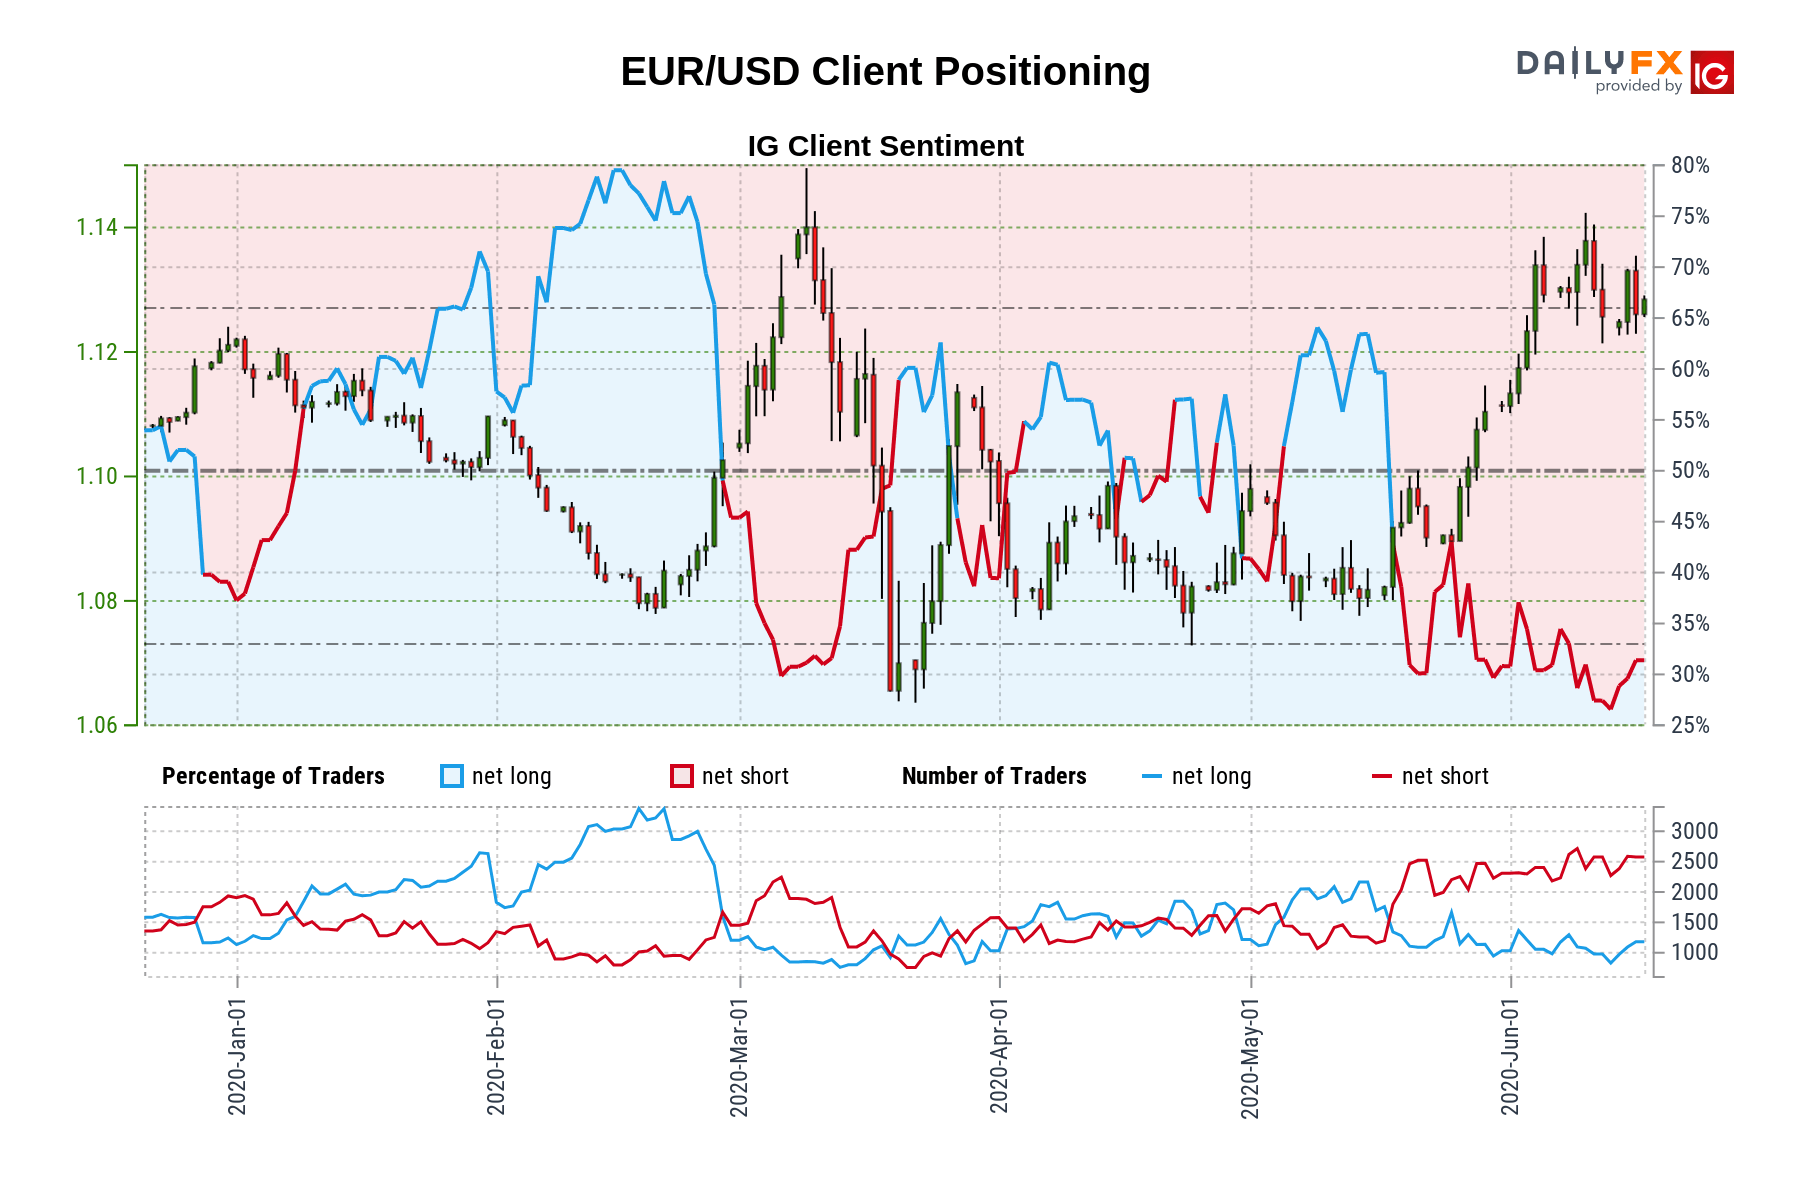 EUR/USD Client Positioning
DAILYFX
provided by
IG
IG Client Sentiment
1.14
1.12
1.10
1.08
1.06
80%
75%
70%
65%
60%
55%
50%
45%
40%
35%
30%
25%
Percentage of Traders net long net short Number of Traders net long net short
3000
2500
2000
1500
1000
2020-Jan-01
2020-Feb-01
2020-Mar-01
2020-Apr-01
2020-May-01
2020-Jun-01